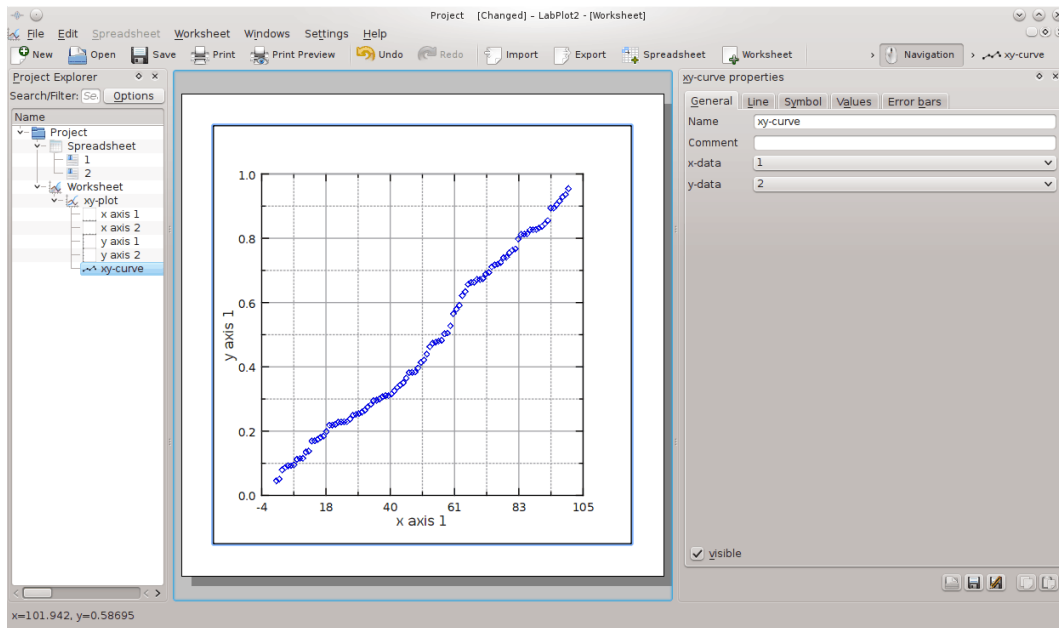 Project [Changed] – LabPlot2 - [Worksheet]
File Edit Spreadsheet Worksheet Windows Settings Help
New Open Save Print Print Preview Undo Redo Import Export Spreadsheet Worksheet Navigation xy-curve
Project Explorer
Search/Filter: Se Options
Name
Project
Spreadsheet
1
2
Worksheet
xy-plot
x axis 1
x axis 2
y axis 1
y axis 2
xy-curve
1.0
0.8
0.6
0.4
0.2
0.0
y axis 1
-4 18 40 61 83 105
x axis 1
xy-curve properties
General Line Symbol Values Error bars
Name xy-curve
Comment
x-data 1
y-data 2
visible
x=101.942, y=0.58695